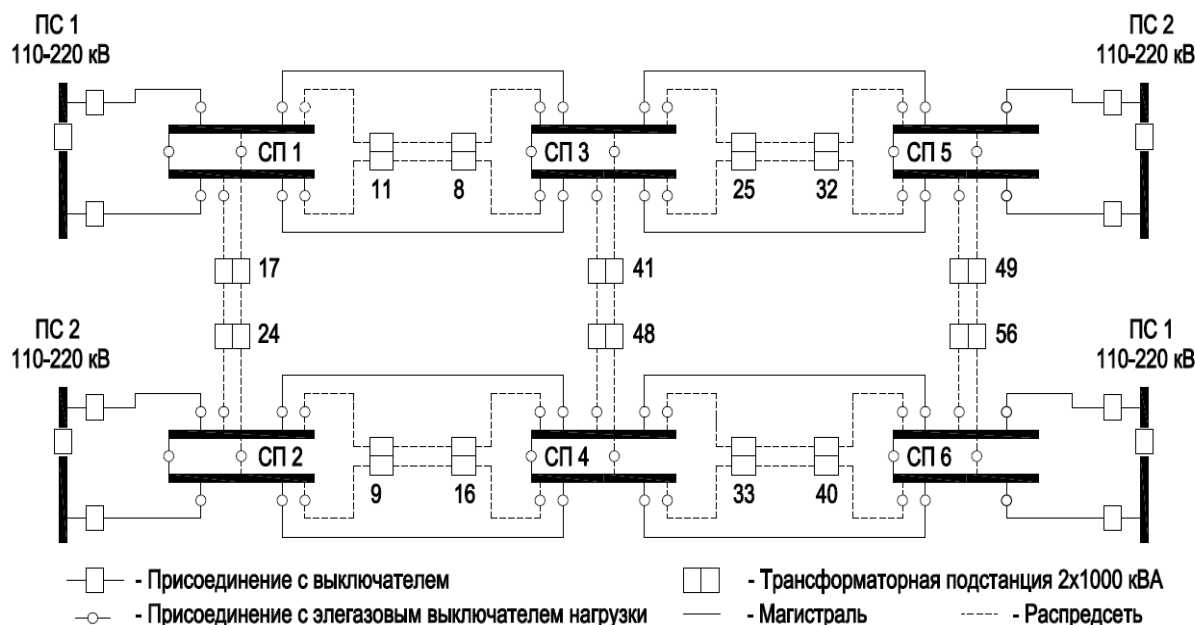 ПС 1
110-220 кВ
ПС 2
110-220 кВ
СП 1
СП 3
СП 5
11
8
25
32
17
41
49
ПС 2
110-220 кВ
24
48
56
ПС 1
110-220 кВ
СП 2
СП 4
СП 6
9
16
33
40
- Присоединение с выключателем
- Трансформаторная подстанция 2х1000 кВА
- Присоединение с элегазовым выключателем нагрузки
- Магистраль
- Распредсеть